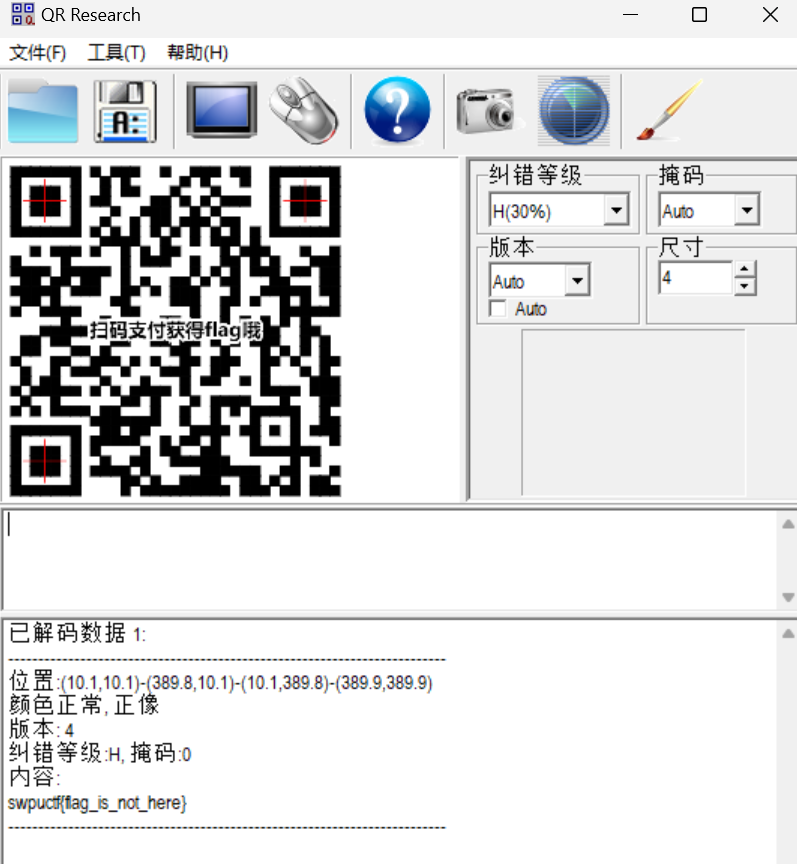 QR Research
文件(F) 工具(T) 帮助(H)
纠错等级 掩码
H(30%) Auto
版本 尺寸
Auto 4
Auto
扫码支付获得flag哦
已解码数据 1:
-------------------------------------------------------------------------
位置:(10.1,10.1)-(389.8,10.1)-(10.1,389.8)-(389.9,389.9)
颜色正常, 正像
版本: 4
纠错等级:H, 掩码:0
内容:
swpuctf{flag_is_not_here}
-------------------------------------------------------------------------